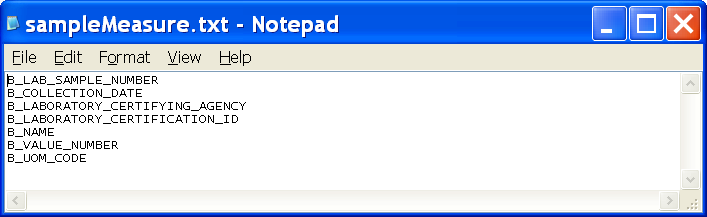 sampleMeasure.txt - Notepad
File Edit Format View Help
B_LAB_SAMPLE_NUMBER
B_COLLECTION_DATE
B_LABORATORY_CERTIFYING_AGENCY
B_LABORATORY_CERTIFICATION_ID
B_NAME
B_VALUE_NUMBER
B_UOM_CODE